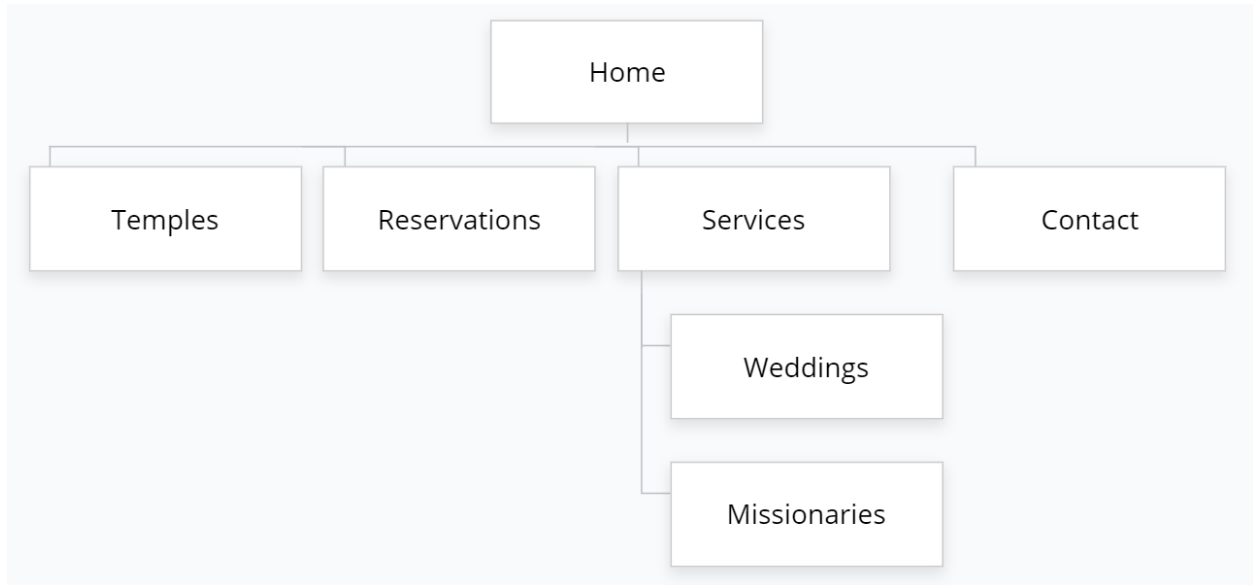 Home
Temples
Reservations
Services
Contact
Weddings
Missionaries